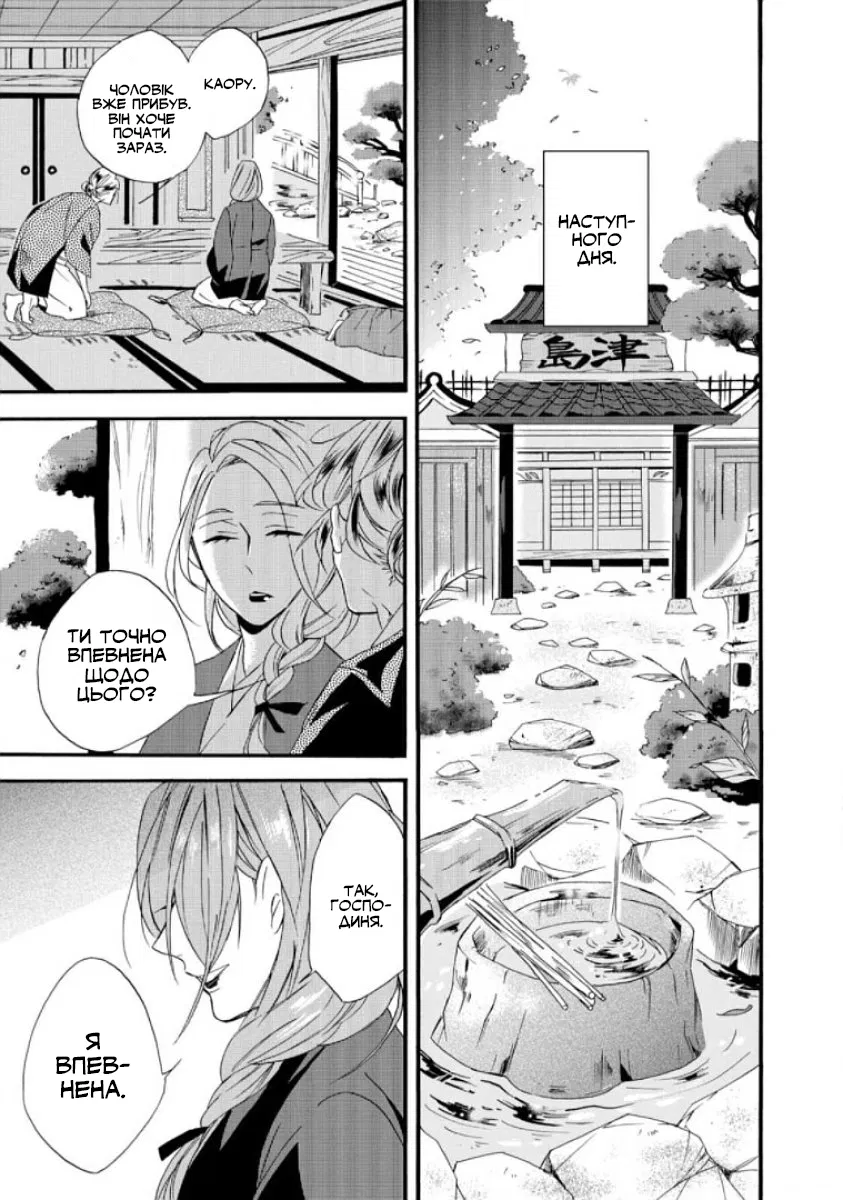 НАСТУП-
НОГО
ДНЯ.
島津
КАОРУ.
ЧОЛОВІК
ВЖЕ ПРИБУВ.
ВІН ХОЧЕ
ПОЧАТИ
ЗАРАЗ.
ТИ ТОЧНО
ВПЕВНЕНА
ЩОДО
ЦЬОГО?
ТАК,
ГОСПО-
ДИНЯ.
Я
ВПЕВ-
НЕНА.